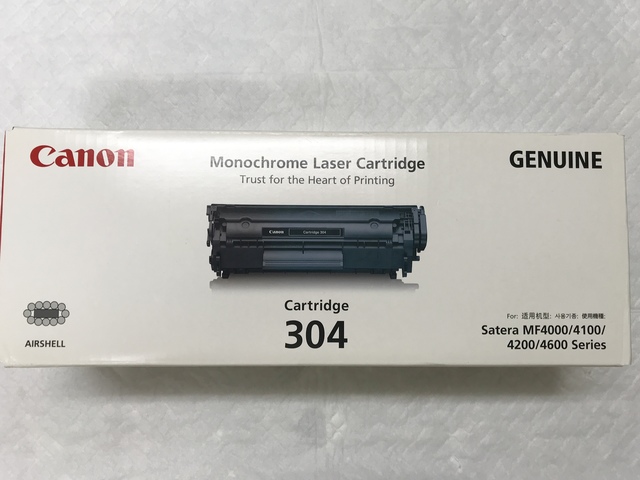 Canon
Monochrome Laser Cartridge
Trust for the Heart of Printing
GENUINE
Canon Cartridge 304
Cartridge
304
AIRSHELL
For: 适用机型: 사용기종: 使用機種:
Satera MF4000/4100/
4200/4600 Series